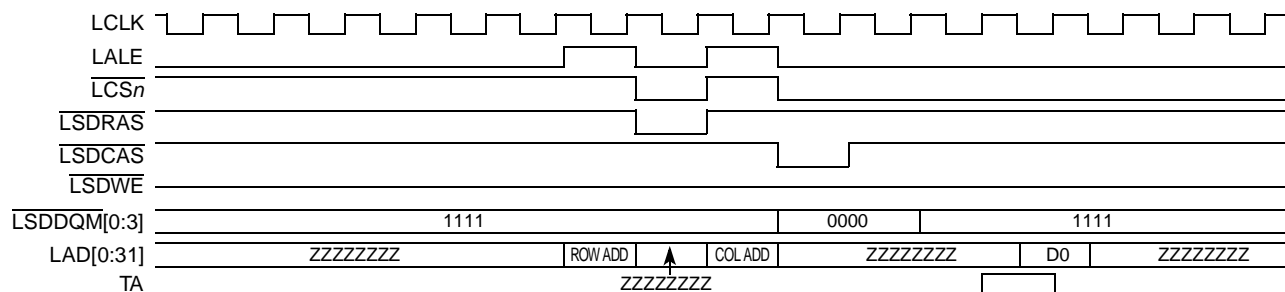 LCLK
LALE
LCSn
LSDRAS
LSDCAS
LSDWE
LSDDQM[0:3] 1111 0000 1111
LAD[0:31] ZZZZZZZZ ROW ADD COL ADD ZZZZZZZZ D0 ZZZZZZZZ
TA ZZZZZZZZ